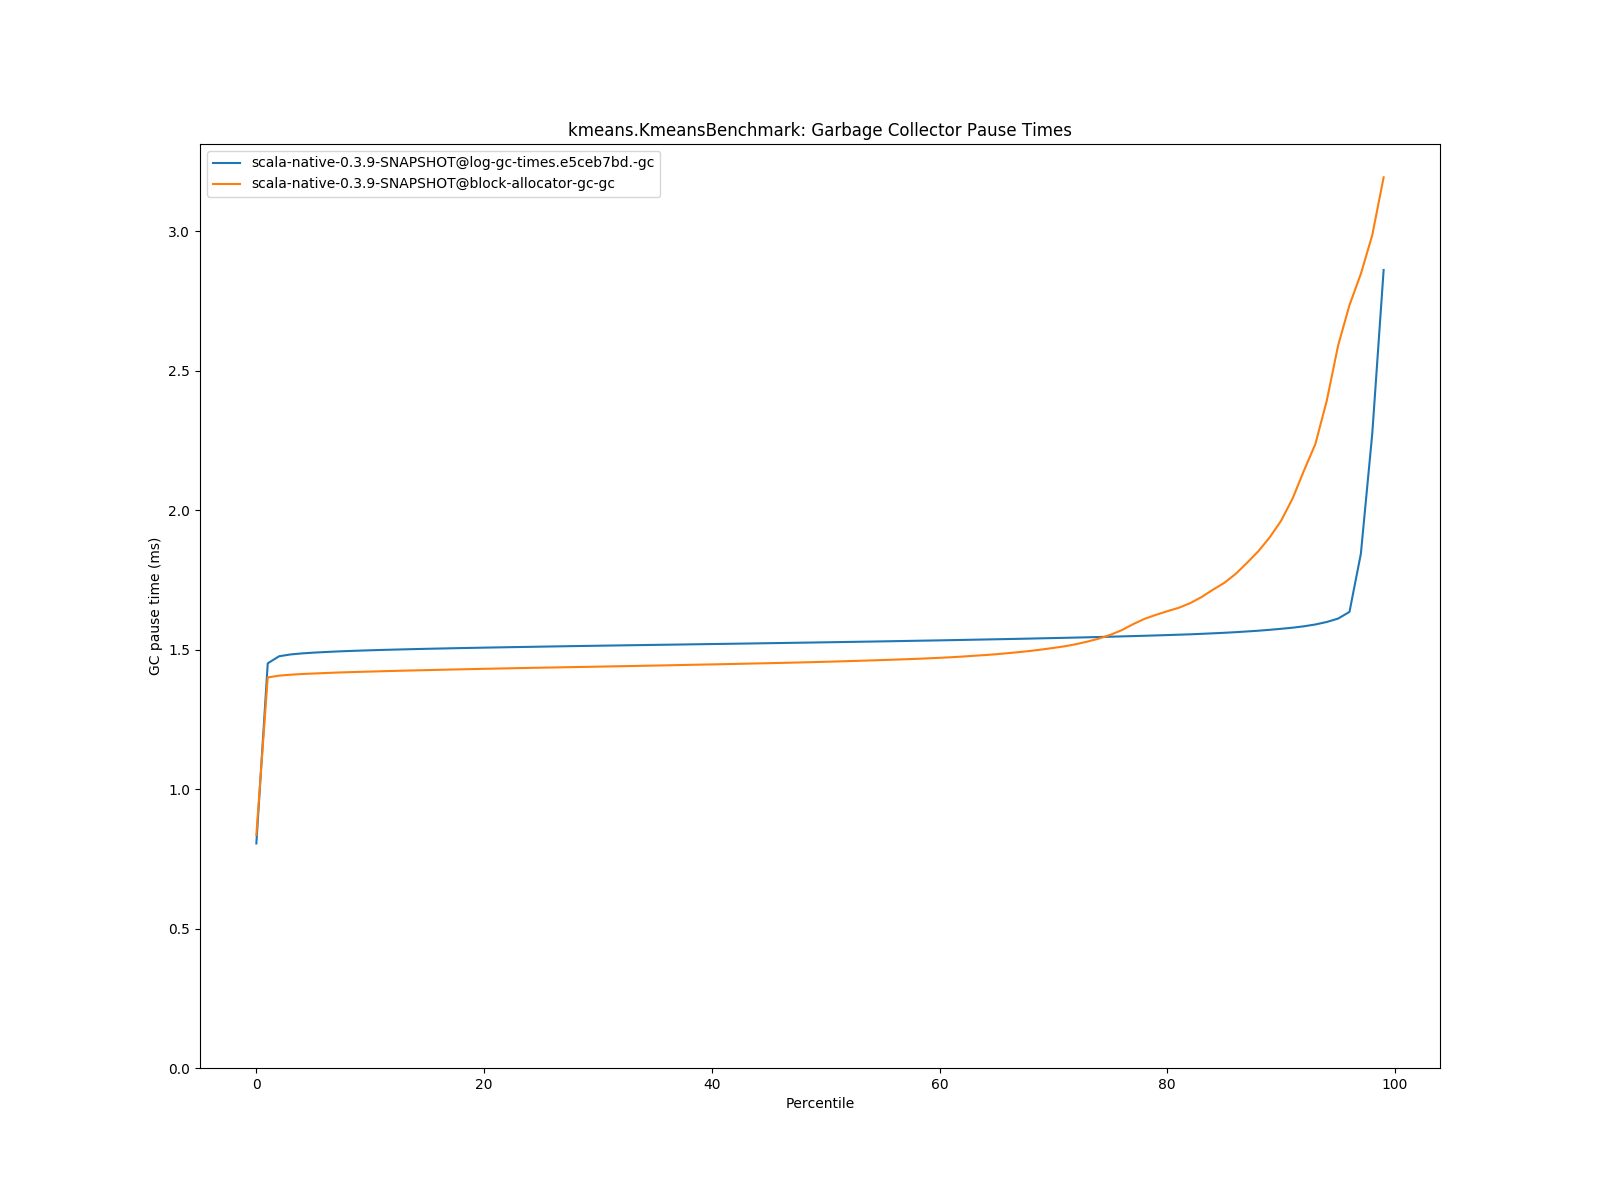 kmeans.KmeansBenchmark: Garbage Collector Pause Times
scala-native-0.3.9-SNAPSHOT@log-gc-times.e5ceb7bd.-gc
scala-native-0.3.9-SNAPSHOT@block-allocator-gc-gc
3.0
2.5
2.0
1.5
1.0
0.5
0.0
GC pause time (ms)
0 20 40 60 80 100
Percentile